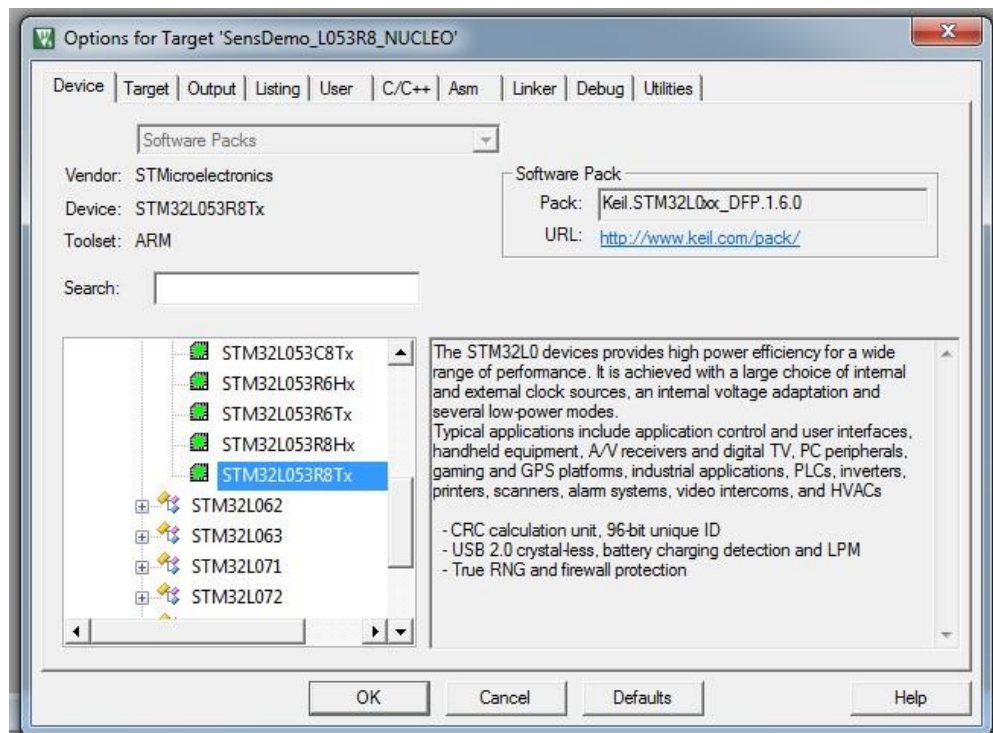 Options for Target 'SensDemo_L053R8_NUCLEO'
Device Target Output Listing User C/C++ Asm Linker Debug Utilities
Software Packs
Vendor: STMicroelectronics
Device: STM32L053R8Tx
Toolset: ARM
Search:
Software Pack
Pack: Keil.STM32L0xx_DFP.1.6.0
URL: http://www.keil.com/pack/
STM32L053C8Tx
STM32L053R6Hx
STM32L053R6Tx
STM32L053R8Hx
STM32L053R8Tx
STM32L062
STM32L063
STM32L071
STM32L072
The STM32L0 devices provides high power efficiency for a wide
range of performance. It is achieved with a large choice of internal
and external clock sources, an internal voltage adaptation and
several low-power modes.
Typical applications include application control and user interfaces,
handheld equipment, A/V receivers and digital TV, PC peripherals,
gaming and GPS platforms, industrial applications, PLCs, inverters,
printers, scanners, alarm systems, video intercoms, and HVACs
- CRC calculation unit, 96-bit unique ID
- USB 2.0 crystal-less, battery charging detection and LPM
- True RNG and firewall protection
OK Cancel Defaults Help